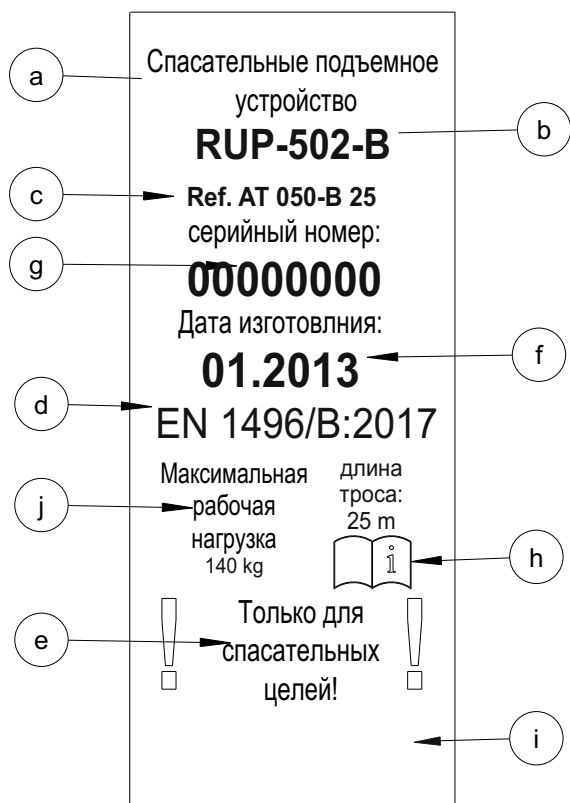 a
Спасательные подъемное
устройство
b
RUP-502-B
c
Ref. AT 050-B 25
серийный номер:
g
00000000
Дата изготовлния:
f
01.2013
d
EN 1496/B:2017
j
Максимальная
рабочая
нагрузка
140 kg
длина
троса:
25 m
i
h
e
! Только для !
спасательных
целей!
i